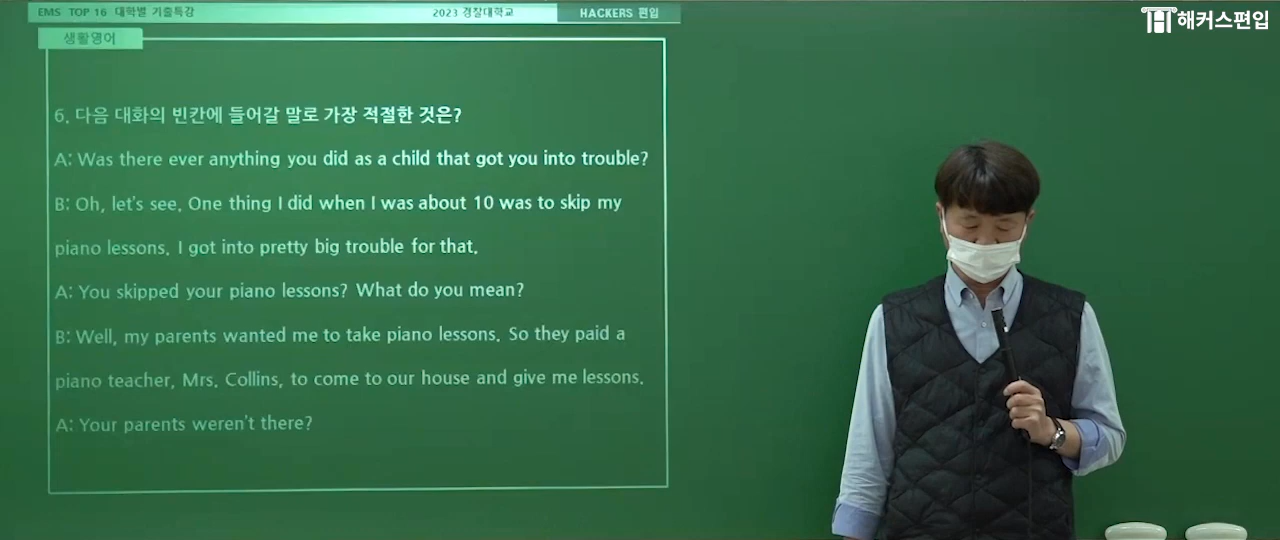 EMS TOP 16 대학별 기출특강
2023 경찰대학교
HACKERS 편입
해커스편입
생활영어
6. 다음 대화의 빈칸에 들어갈 말로 가장 적절한 것은?
A: Was there ever anything you did as a child that got you into trouble?
B: Oh, let's see. One thing I did when I was about 10 was to skip my
piano lessons. I got into pretty big trouble for that.
A: You skipped your piano lessons? What do you mean?
B: Well, my parents wanted me to take piano lessons. So they paid a
piano teacher, Mrs. Collins, to come to our house and give me lessons.
A: Your parents weren't there?